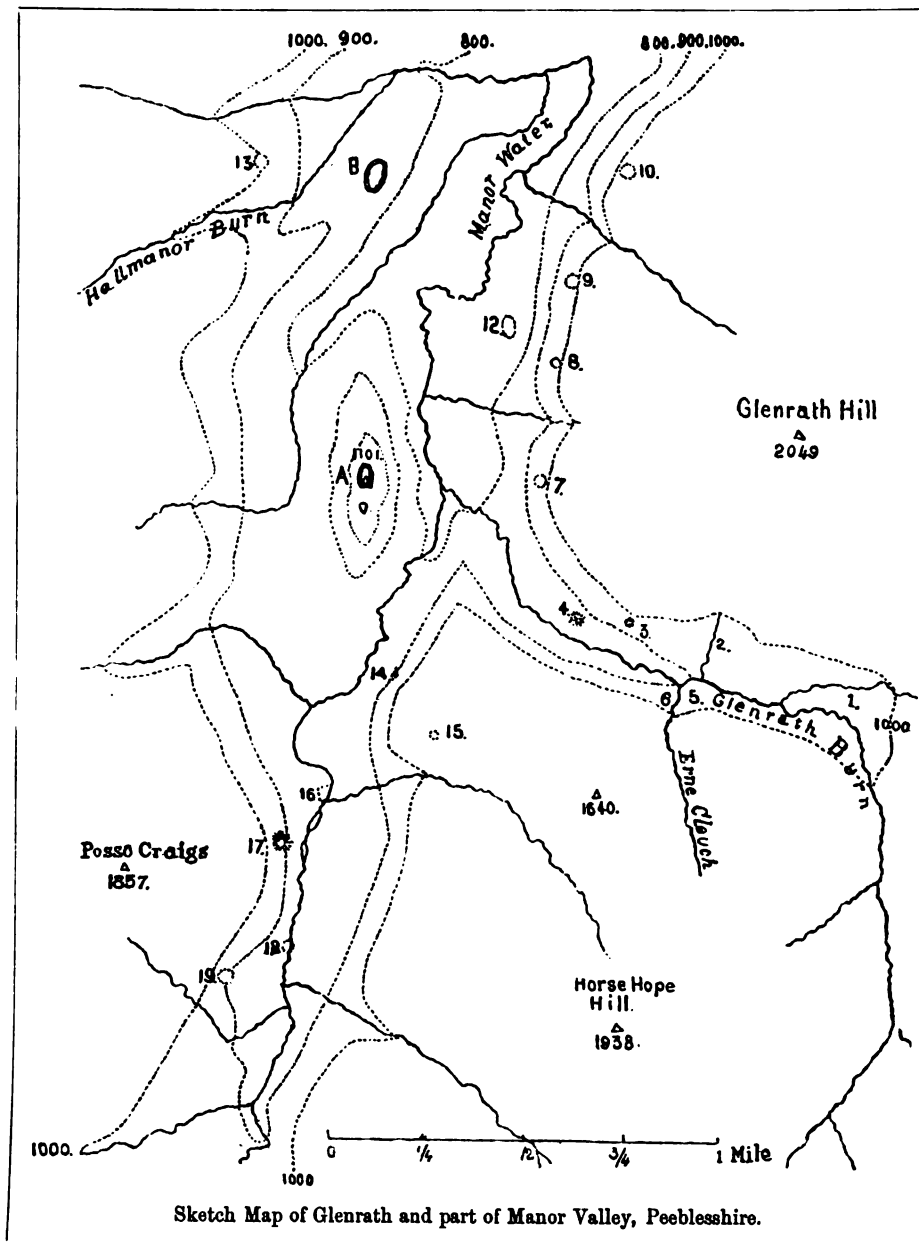 1000. 900. 800. 800. 900. 1000.
13.
B
10.
Manor Water
Hallmanor Burn
9.
12.
8.
Glenrath Hill
2049
1101.
A
7.
4.
3.
2.
14.
6.
5.
Glenrath Burn
1.
1000
15.
Erne Cleuch
16.
1640.
17.
Posso Craigs
1857.
18.
19.
Horse Hope
Hill.
1938.
1000.
1000
0 1/4 1/2 3/4 1 Mile
Sketch Map of Glenrath and part of Manor Valley, Peeblesshire.